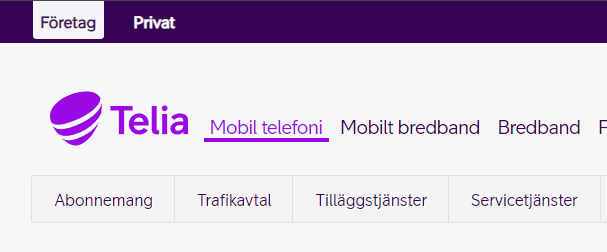 Företag Privat
Telia Mobil telefoni Mobilt bredband Bredband F
Abonnemang Trafikavtal Tilläggstjänster Servicetjänster